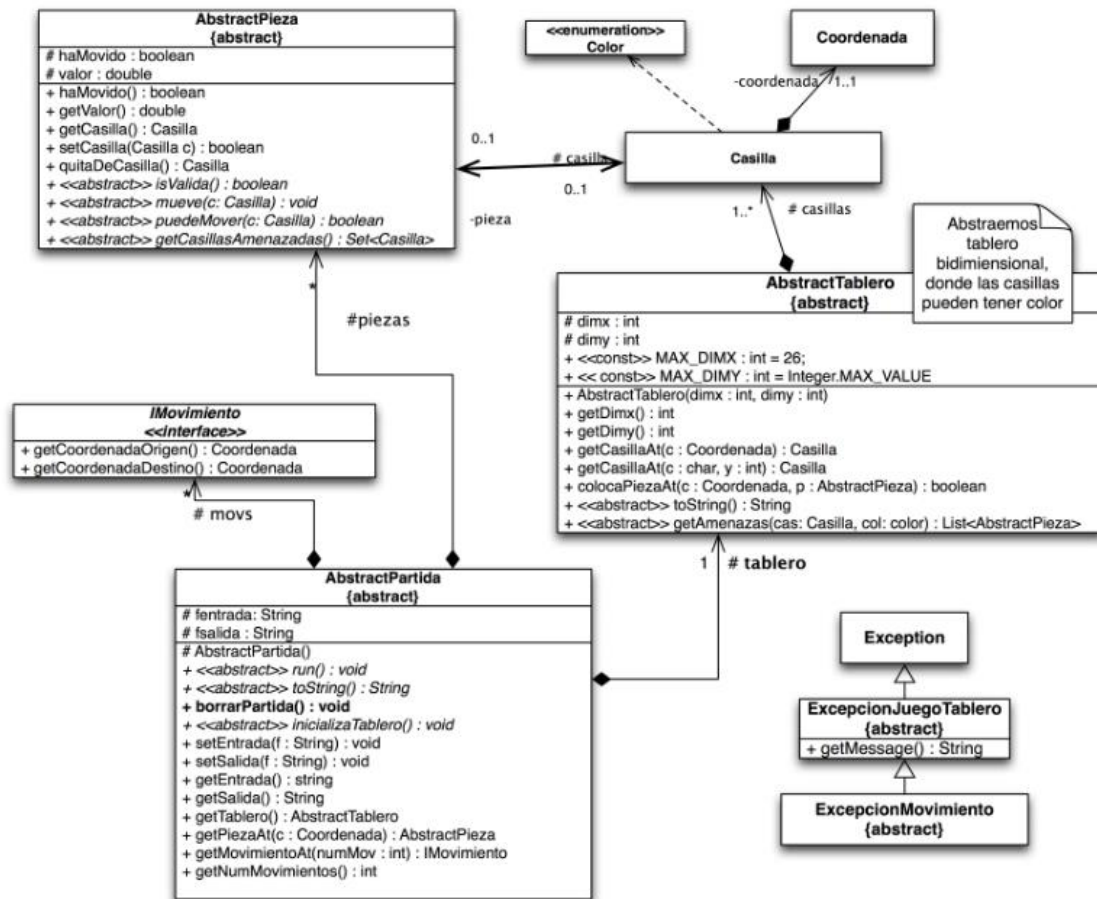 AbstractPieza
{abstract}
# haMovido : boolean
# valor : double
+ haMovido() : boolean
+ getValor() : double
+ getCasilla() : Casilla
+ setCasilla(Casilla c) : boolean
+ quitaDeCasilla() : Casilla
+ <<abstract>> isValida() : boolean
+ <<abstract>> mueve(c: Casilla) : void
+ <<abstract>> puedeMover(c: Casilla) : boolean
+ <<abstract>> getCasillasAmenazadas() : Set<Casilla>
<<enumeration>>
Color
Coordenada
-coordenada
1..1
0..1
# casilla
0..1
-pieza
Casilla
1..*
# casillas
Abstraemos
tablero
bidimiensional,
donde las casillas
pueden tener color
AbstractTablero
{abstract}
# dimx : int
# dimy : int
+ <<const>> MAX_DIMX : int = 26;
+ << const>> MAX_DIMY : int = Integer.MAX_VALUE
+ AbstractTablero(dimx : int, dimy : int)
+ getDimx() : int
+ getDimy() : int
+ getCasillaAt(c : Coordenada) : Casilla
+ getCasillaAt(c : char, y : int) : Casilla
+ colocaPiezaAt(c : Coordenada, p : AbstractPieza) : boolean
+ <<abstract>> toString() : String
+ <<abstract>> getAmenazas(cas: Casilla, col: color) : List<AbstractPieza>
*
#piezas
IMovimiento
<<interface>>
+ getCoordenadaOrigen() : Coordenada
+ getCoordenadaDestino() : Coordenada
*
# movs
1
# tablero
AbstractPartida
{abstract}
# fentrada: String
# fsalida : String
# AbstractPartida()
+ <<abstract>> run() : void
+ <<abstract>> toString() : String
+ borrarPartida() : void
+ <<abstract>> inicializaTablero() : void
+ setEntrada(f : String) : void
+ setSalida(f : String) : void
+ getEntrada() : string
+ getSalida() : String
+ getTablero() : AbstractTablero
+ getPiezaAt(c : Coordenada) : AbstractPieza
+ getMovimientoAt(numMov : int) : IMovimiento
+ getNumMovimientos() : int
Exception
ExcepcionJuegoTablero
{abstract}
+ getMessage() : String
ExcepcionMovimiento
{abstract}